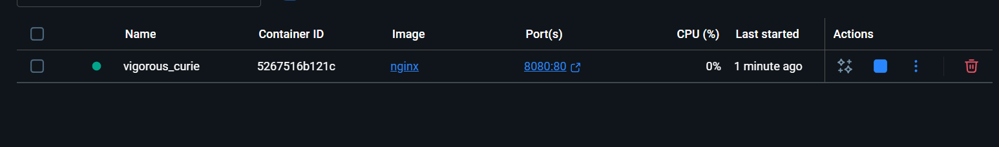 Name Container ID Image Port(s) CPU (%) Last started Actions
vigorous_curie 5267516b121c nginx 8080:80 0% 1 minute ago